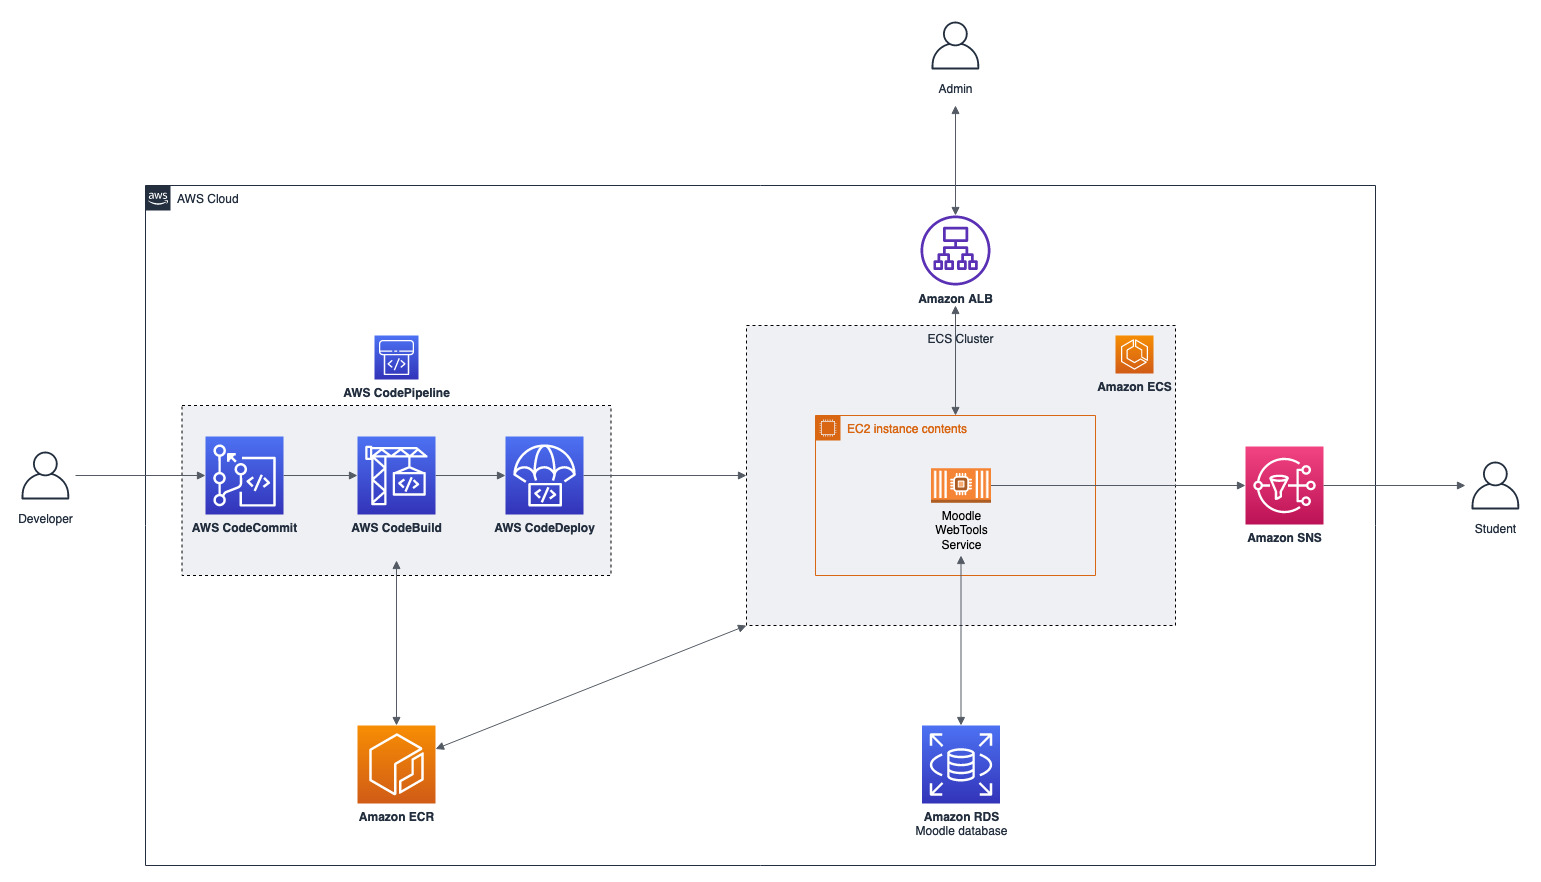 Admin
aws
AWS Cloud
Amazon ALB
ECS Cluster
Amazon ECS
AWS CodePipeline
EC2 instance contents
AWS CodeCommit
AWS CodeBuild
AWS CodeDeploy
Developer
Moodle
WebTools
Service
Amazon SNS
Student
Amazon ECR
Amazon RDS
Moodle database